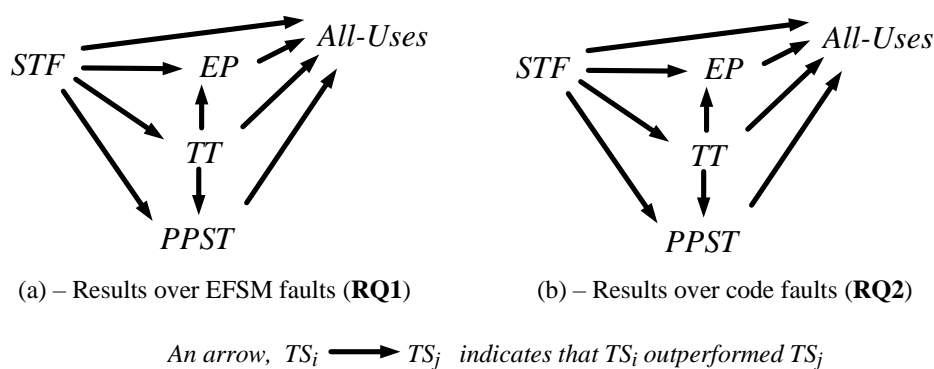 All-Uses
STF EP
TT
PPST
All-Uses
STF EP
TT
PPST
(a) – Results over EFSM faults (RQ1)
(b) – Results over code faults (RQ2)
An arrow, TSi TSj indicates that TSi outperformed TSj